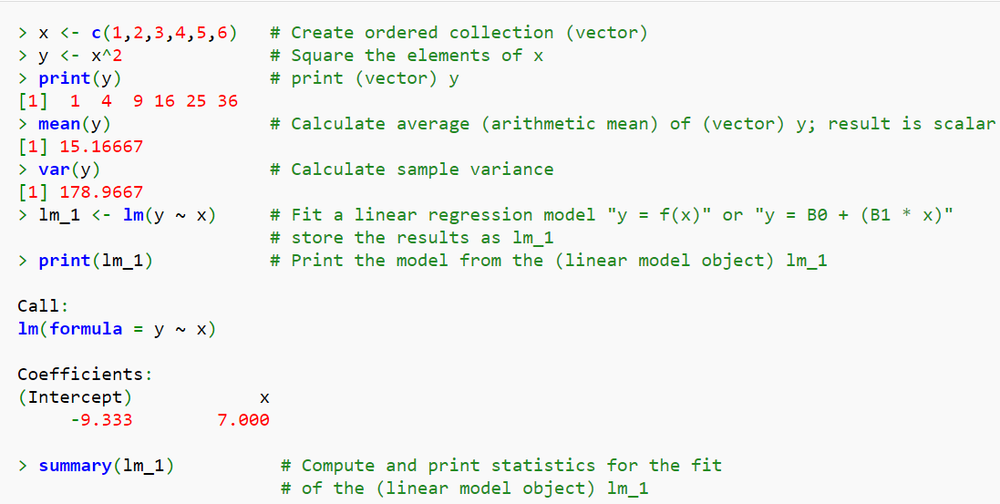 > x <- c(1,2,3,4,5,6)   # Create ordered collection (vector)
> y <- x^2              # Square the elements of x
> print(y)              # print (vector) y
[1]  1  4  9 16 25 36
> mean(y)               # Calculate average (arithmetic mean) of (vector) y; result is scalar
[1] 15.16667
> var(y)                # Calculate sample variance
[1] 178.9667
> lm_1 <- lm(y ~ x)     # Fit a linear regression model "y = f(x)" or "y = B0 + (B1 * x)"
                        # store the results as lm_1
> print(lm_1)           # Print the model from the (linear model object) lm_1

Call:
lm(formula = y ~ x)

Coefficients:
(Intercept)            x
     -9.333        7.000

> summary(lm_1)          # Compute and print statistics for the fit
                         # of the (linear model object) lm_1